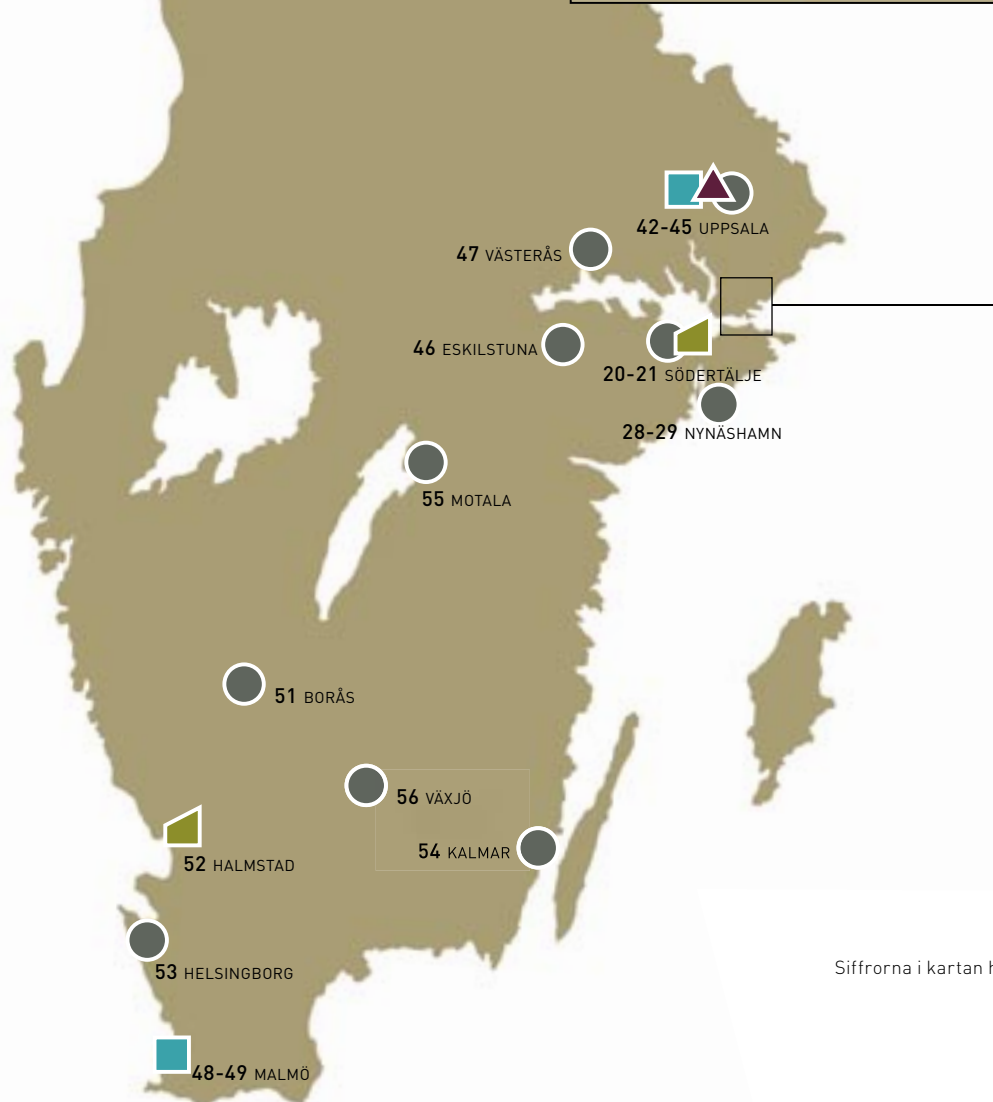 42-45 UPPSALA
47 VÄSTERÅS
46 ESKILSTUNA
20-21 SÖDERTÄLJE
28-29 NYNÄSHAMN
55 MOTALA
51 BORÅS
56 VÄXJÖ
54 KALMAR
52 HALMSTAD
53 HELSINGBORG
Siffrorna i kartan h
48-49 MALMÖ